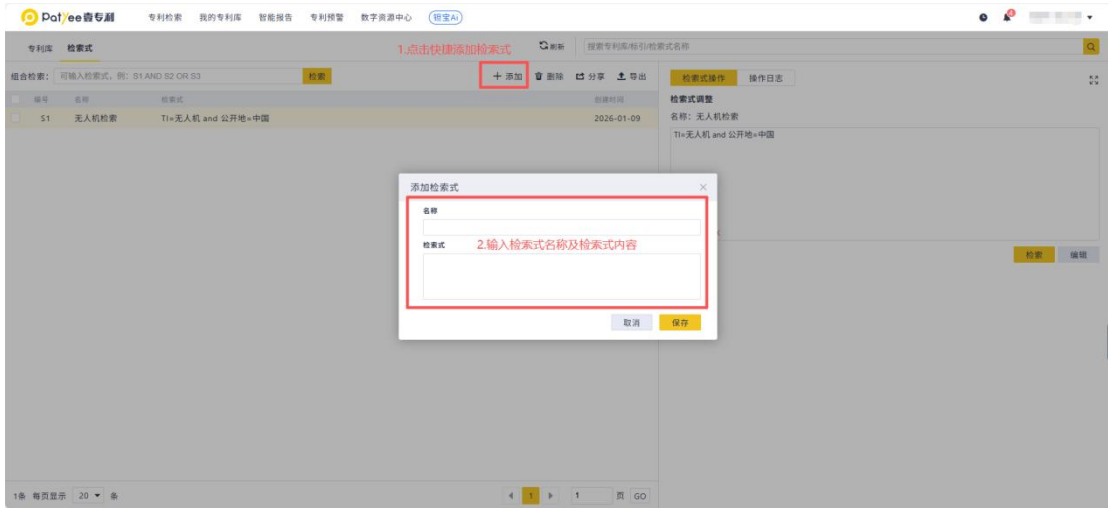 Patyee壹专利 专利检索 我的专利库 智能报告 专利预警 数字资源中心 钳宝Ai 4
专利库 检索式 1.点击快捷添加检索式 刷新 搜索专利库/标引/检索式名称
组合检索: 可输入检索式，例: S1 AND S2 OR S3 检索 添加 删除 分享 导出 检索式操作 操作日志
编号 名称 检索式 创建时间 检索式调整
S1 无人机检索 TI=无人机 and 公开地=中国 2026-01-09 名称: 无人机检索
TI=无人机 and 公开地=中国
添加检索式
名称
检索式 2.输入检索式名称及检索式内容
检索 编辑
取消 保存
1条 每页显示 20 条 1 1 页 GO